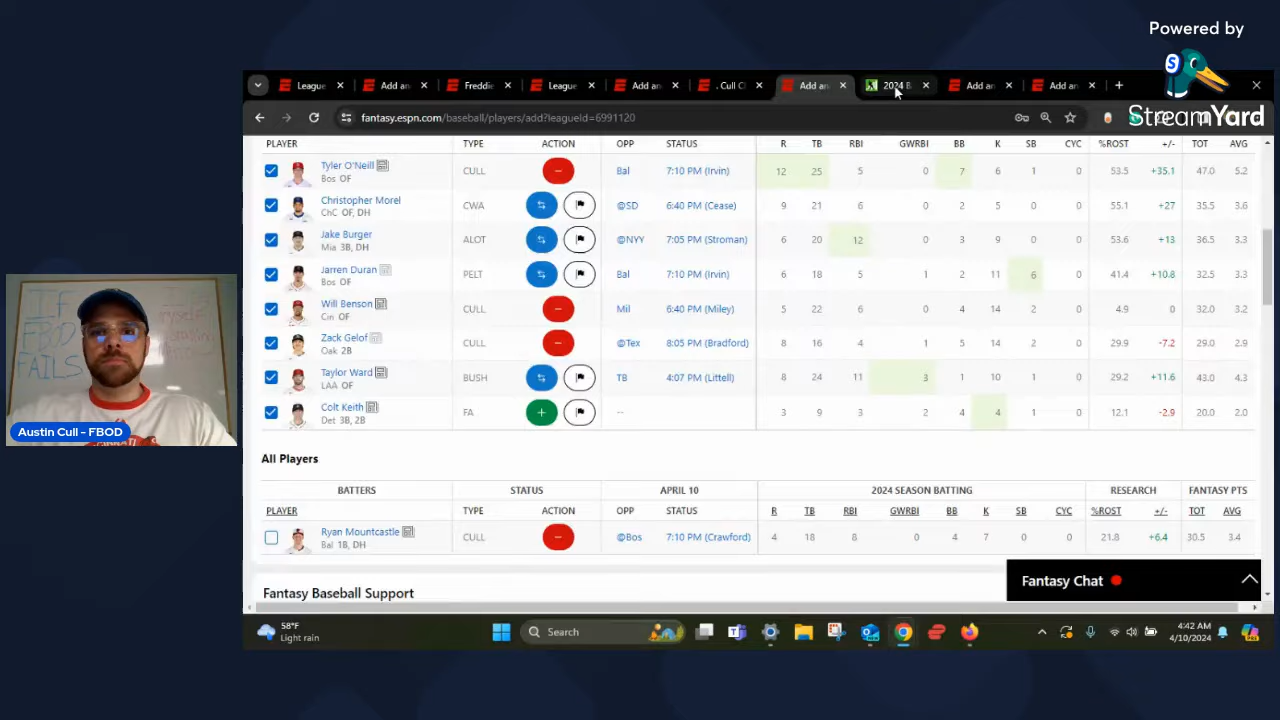 Powered by
StreamYard
League
Add an
Freddie
League
Add an
. Cull Cl
Add an
2024 B
Add an
Add an
fantasy.espn.com/baseball/players/add?leagueId=6991120
PLAYER TYPE ACTION OPP STATUS R TB RBI GWRBI BB K SB CYC %ROST +/- TOT AVG
Tyler O'Neill Bos OF CULL Bal 7:10 PM (Irvin) 12 25 5 0 7 6 1 0 53.5 +35.1 47.0 5.2
Christopher Morel ChC OF, DH CWA @SD 6:40 PM (Cease) 9 21 6 0 2 5 0 0 55.1 +27 35.5 3.6
Jake Burger Mia 3B, DH ALOT @NYY 7:05 PM (Stroman) 6 20 12 0 3 9 0 0 53.6 +13 36.5 3.3
Jarren Duran Bos OF PELT Bal 7:10 PM (Irvin) 6 18 5 1 2 11 6 0 41.4 +10.8 32.5 3.3
Will Benson Cin OF CULL Mil 6:40 PM (Miley) 5 22 6 0 4 14 2 0 4.9 0 32.0 3.2
Zack Gelof Oak 2B CULL @Tex 8:05 PM (Bradford) 8 16 4 1 5 14 2 0 29.9 -7.2 29.0 2.9
Taylor Ward LAA OF BUSH TB 4:07 PM (Littell) 8 24 11 3 1 10 1 0 29.2 +11.6 43.0 4.3
Colt Keith Det 3B, 2B FA -- 3 9 3 2 4 4 1 0 12.1 -2.9 20.0 2.0
All Players
BATTERS STATUS APRIL 10 2024 SEASON BATTING RESEARCH FANTASY PTS
PLAYER TYPE ACTION OPP STATUS R TB RBI GWRBI BB K SB CYC %ROST +/- TOT AVG
Ryan Mountcastle Bal 1B, DH CULL @Bos 7:10 PM (Crawford) 4 18 8 0 4 7 0 0 21.8 +6.4 30.5 3.4
Fantasy Baseball Support
Fantasy Chat
58°F
Light rain
Search
4:42 AM
4/10/2024
If
FBOD
FAILS
Austin Cull - FBOD